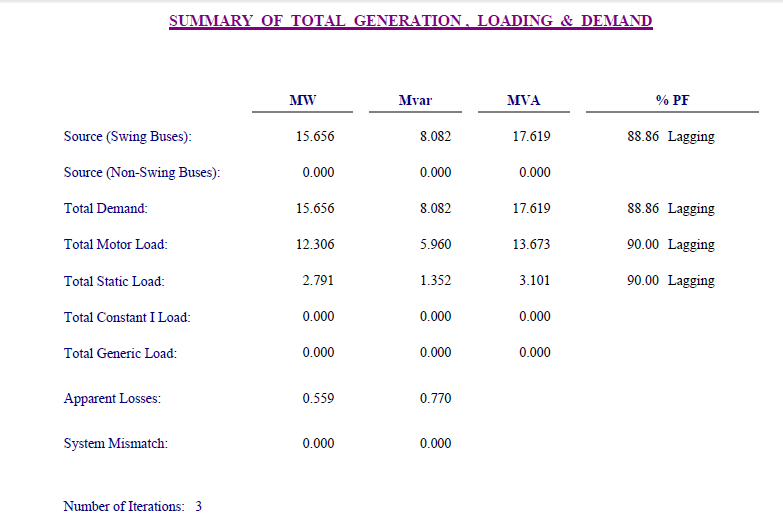 SUMMARY OF TOTAL GENERATION , LOADING & DEMAND
MW Mvar MVA % PF
Source (Swing Buses): 15.656 8.082 17.619 88.86 Lagging
Source (Non-Swing Buses): 0.000 0.000 0.000
Total Demand: 15.656 8.082 17.619 88.86 Lagging
Total Motor Load: 12.306 5.960 13.673 90.00 Lagging
Total Static Load: 2.791 1.352 3.101 90.00 Lagging
Total Constant I Load: 0.000 0.000 0.000
Total Generic Load: 0.000 0.000 0.000
Apparent Losses: 0.559 0.770
System Mismatch: 0.000 0.000
Number of Iterations: 3